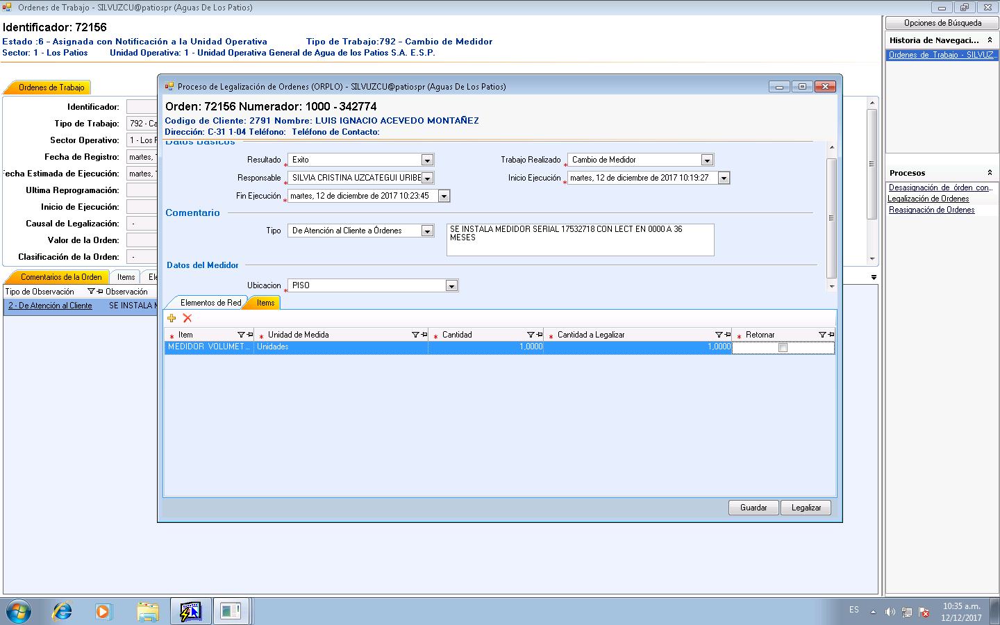 Ordenes de Trabajo - SILVUZCU@patiospr (Aguas De Los Patios)
Identificador: 72156
Estado :6 - Asignada con Notificación a la Unidad Operativa Tipo de Trabajo:792 - Cambio de Medidor
Sector: 1 - Los Patios Unidad Operativa: 1 - Unidad Operativa General de Agua de los Patios S.A. E.S.P.
Ordenes de Trabajo
Identificador:
Tipo de Trabajo: 792 - Ca
Sector Operativo: 1 - Los F
Fecha de Registro: martes,
Fecha Estimada de Ejecución: martes,
Ultima Reprogramación:
Inicio de Ejecución:
Causal de Legalización: -
Valor de la Orden:
Clasificación de la Orden: -
Comentarios de la Orden Items Ele
Tipo de Observación Observación
2 - De Atención al Cliente SE INSTALA M
Proceso de Legalización de Ordenes (ORPLO) - SILVUZCU@patiospr (Aguas De Los Patios)
Orden: 72156 Numerador: 1000 - 342774
Codigo de Cliente: 2791 Nombre: LUIS IGNACIO ACEVEDO MONTAÑEZ
Dirección: C-31 1-04 Teléfono: Teléfono de Contacto:
Datos Básicos
Resultado * Exito Trabajo Realizado * Cambio de Medidor
Responsable * SILVIA CRISTINA UZCATEGUI URIBE Inicio Ejecución * martes, 12 de diciembre de 2017 10:19:27
Fin Ejecución * martes, 12 de diciembre de 2017 10:23:45
Comentario
Tipo De Atención al Cliente a Órdenes SE INSTALA MEDIDOR SERIAL 17532718 CON LECT EN 0000 A 36
MESES
Datos del Medidor
Ubicacion * PISO
Elementos de Red Items
* Item * Unidad de Medida * Cantidad * Cantidad a Legalizar * Retornar
MEDIDOR VOLUMET... Unidades 1,0000 1,0000
Guardar Legalizar
Opciones de Búsqueda
Historia de Navegaci...
Ordenes de Trabajo - SILVUZ...
Procesos
Desasignación de órden con...
Legalización de Ordenes
Reasignación de Ordenes
ES
10:35 a.m.
12/12/2017